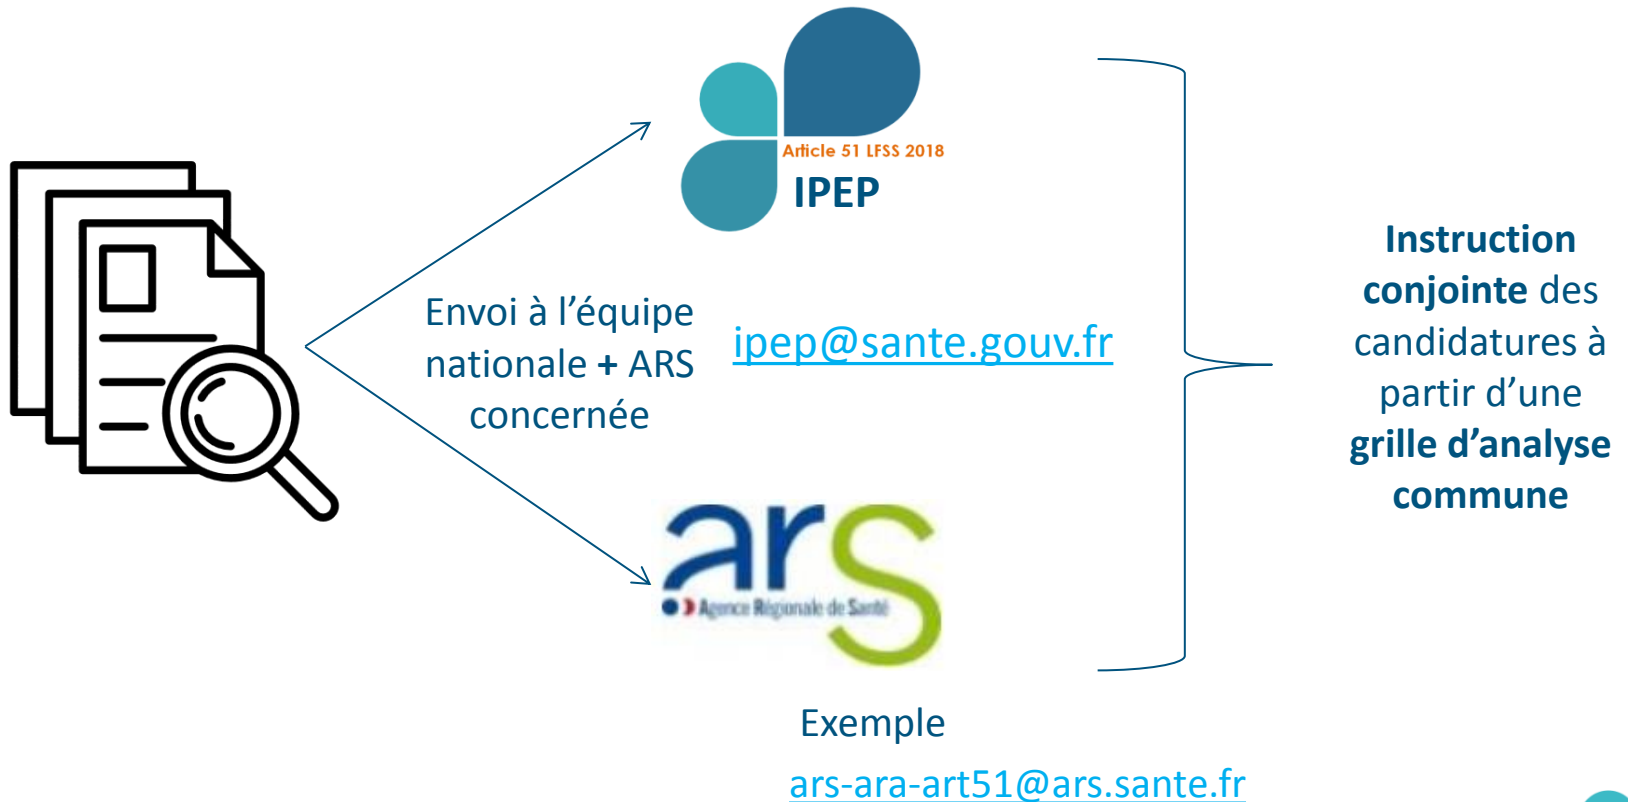 Article 51 LFSS 2018
IPEP
Envoi à l’équipe
nationale + ARS
concernée
ipep@sante.gouv.fr
ars
Agence Régionale de Santé
Exemple
ars-ara-art51@ars.sante.fr
Instruction
conjointe des
candidatures à
partir d’une
grille d’analyse
commune